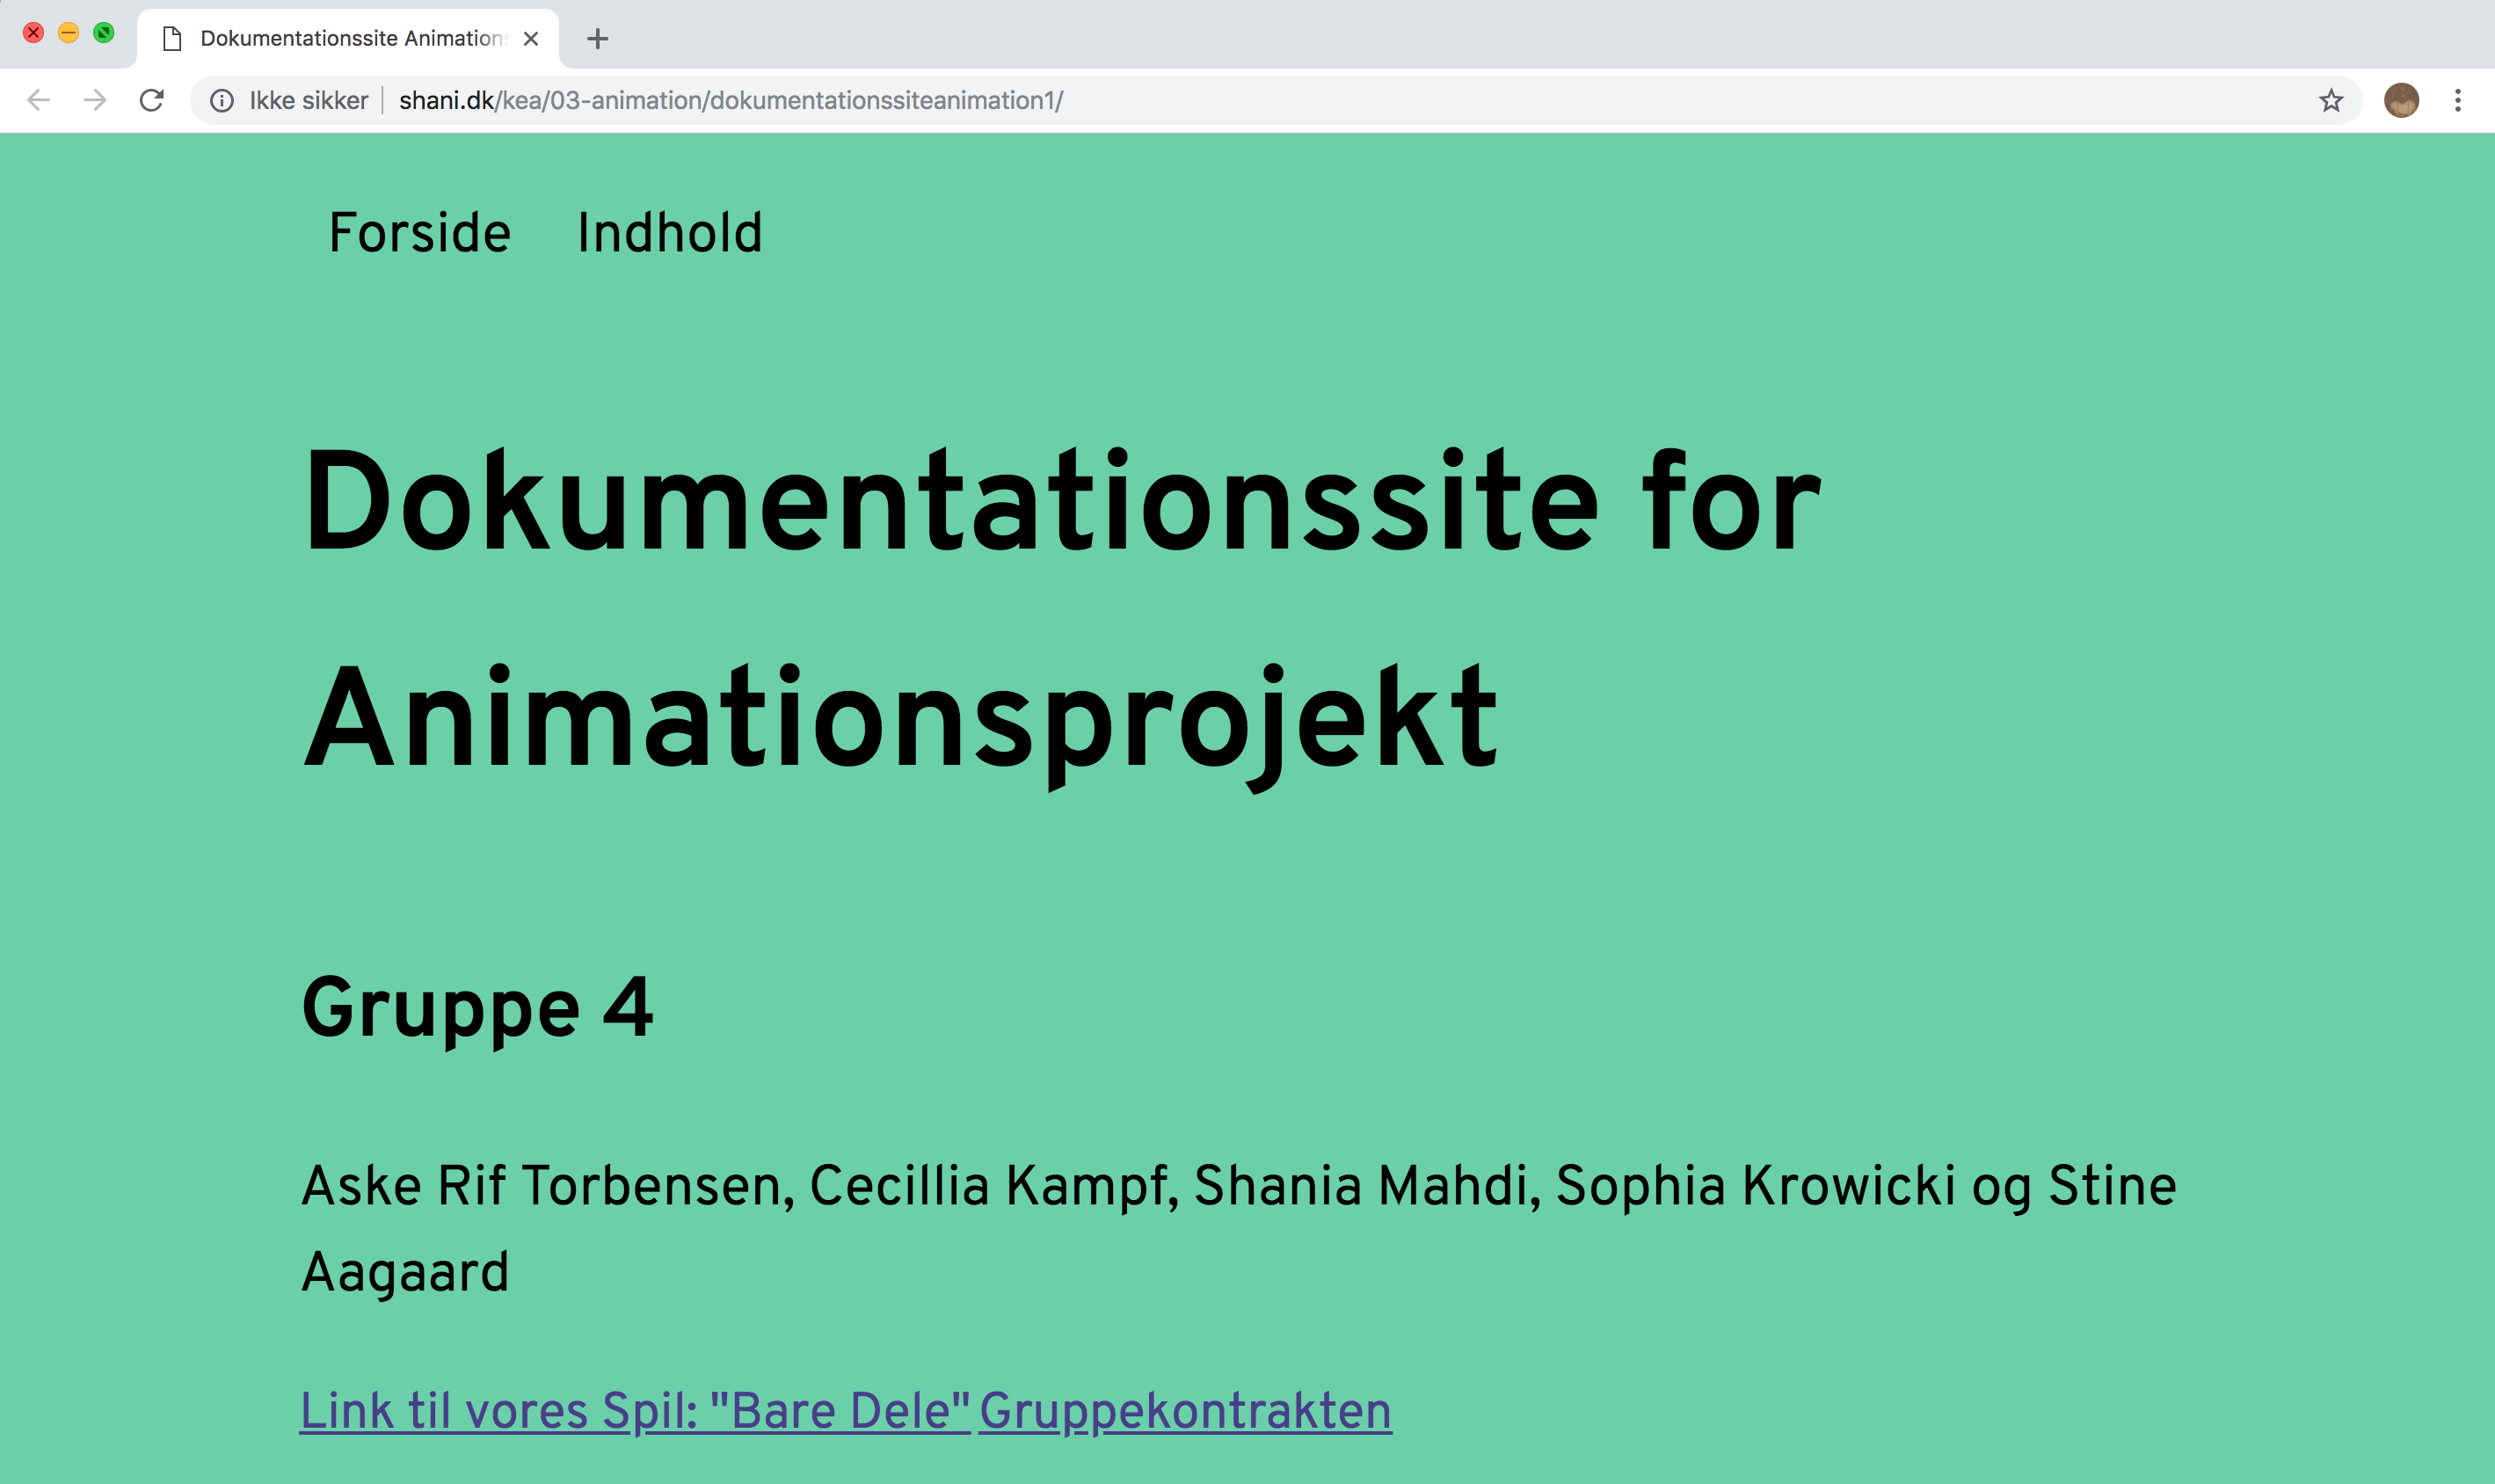 Dokumentationssite Animation
Ikke sikker shani.dk/kea/03-animation/dokumentationssiteanimation1/
Forside Indhold
Dokumentationssite for
Animationsprojekt
Gruppe 4
Aske Rif Torbensen, Cecillia Kampf, Shania Mahdi, Sophia Krowicki og Stine
Aagaard
Link til vores Spil: "Bare Dele" Gruppekontrakten